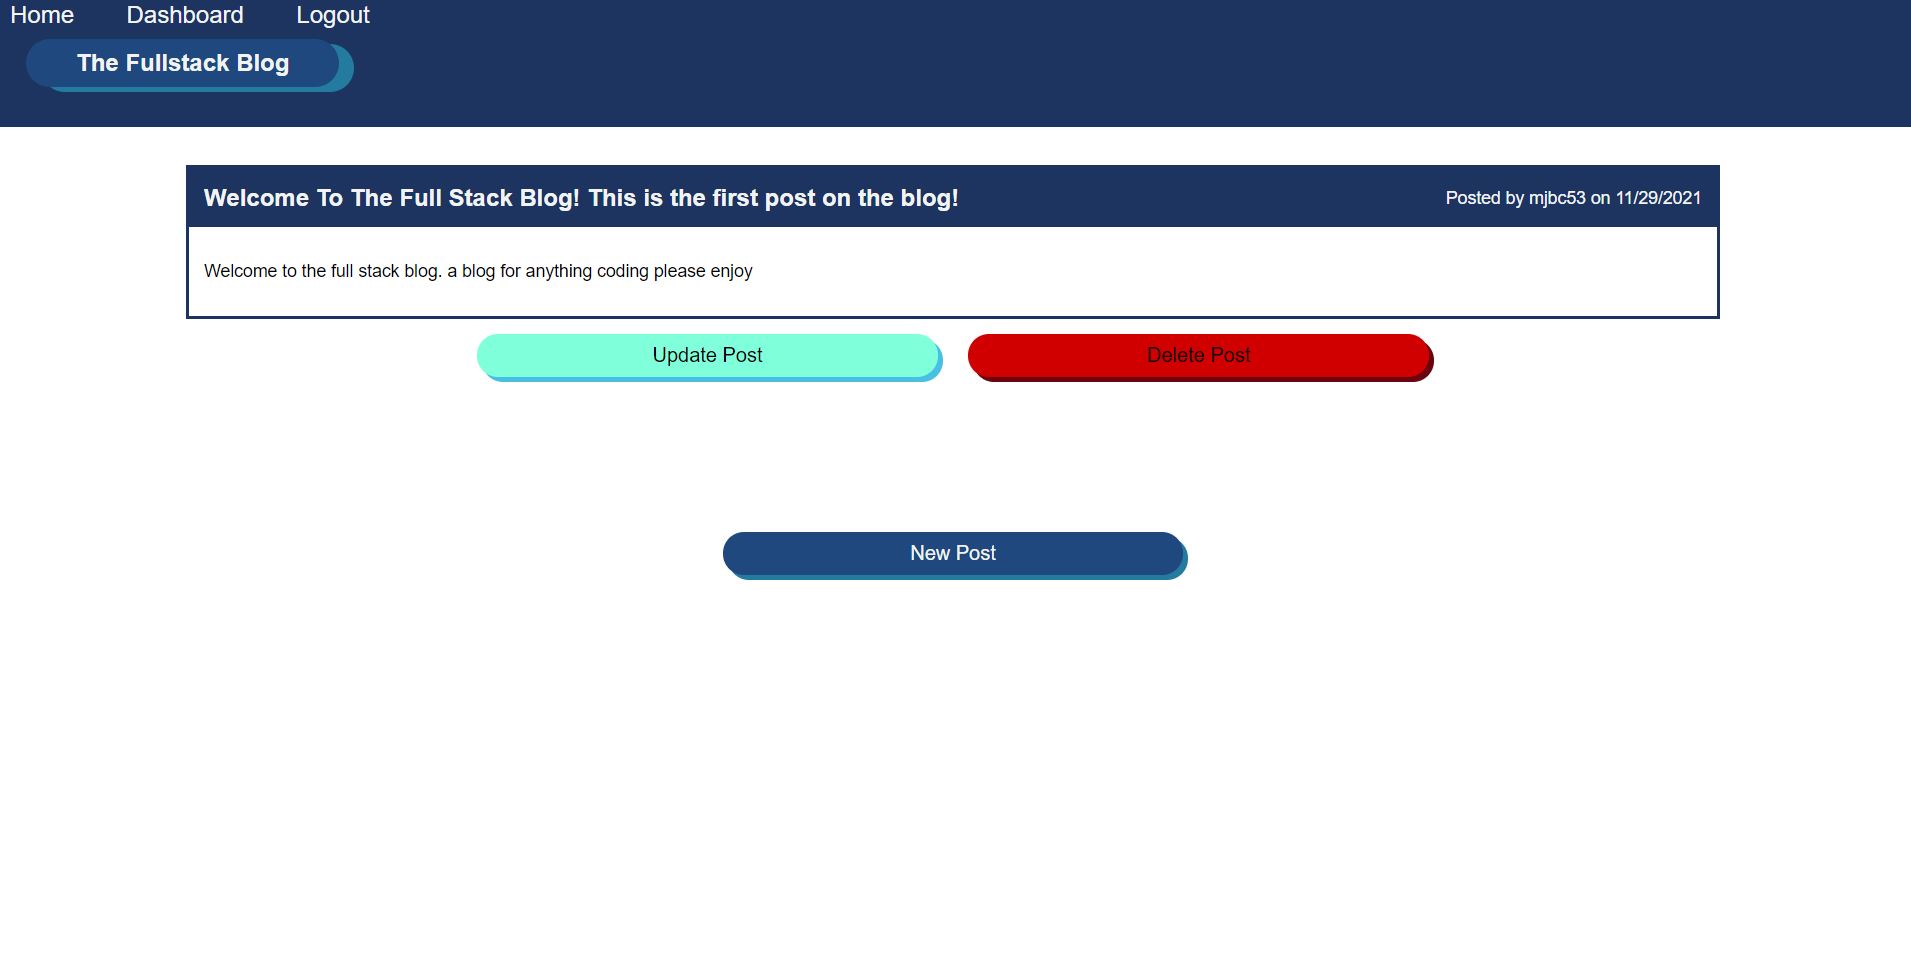 Home Dashboard Logout
The Fullstack Blog
Welcome To The Full Stack Blog! This is the first post on the blog! Posted by mjbc53 on 11/29/2021
Welcome to the full stack blog. a blog for anything coding please enjoy
Update Post Delete Post
New Post